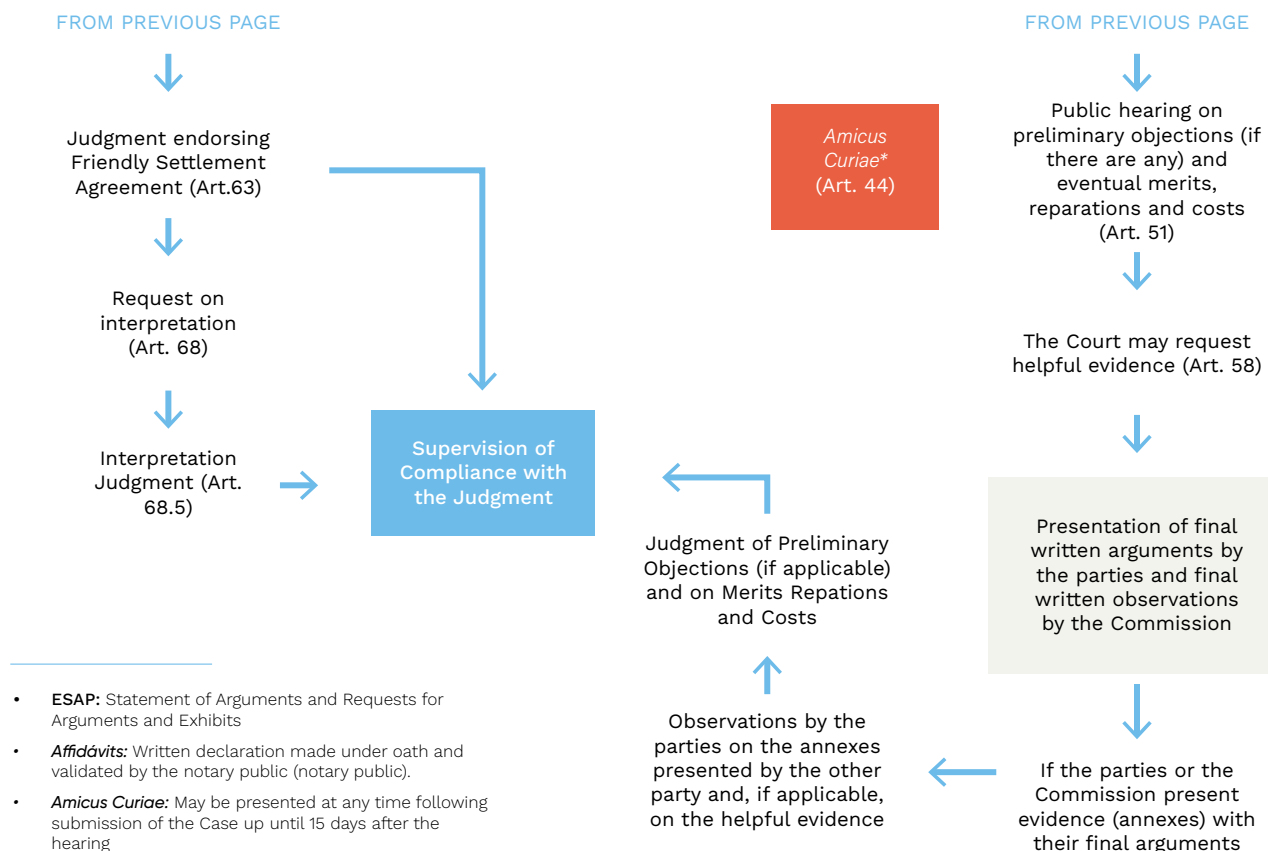 FROM PREVIOUS PAGE
Judgment endorsing
Friendly Settlement
Agreement (Art.63)
Request on
interpretation
(Art. 68)
Interpretation
Judgment (Art.
68.5)
Supervision of
Compliance with
the Judgment
FROM PREVIOUS PAGE
Amicus
Curiae*
(Art. 44)
Public hearing on
preliminary objections (if
there are any) and
eventual merits,
reparations and costs
(Art. 51)
The Court may request
helpful evidence (Art. 58)
Presentation of final
written arguments by
the parties and final
written observations
by the Commission
If the parties or the
Commission present
evidence (annexes) with
their final arguments
Observations by the
parties on the annexes
presented by the other
party and, if applicable,
on the helpful evidence
Judgment of Preliminary
Objections (if applicable)
and on Merits Repations
and Costs
• ESAP: Statement of Arguments and Requests for
Arguments and Exhibits
• Affidávits: Written declaration made under oath and
validated by the notary public (notary public).
• Amicus Curiae: May be presented at any time following
submission of the Case up until 15 days after the
hearing